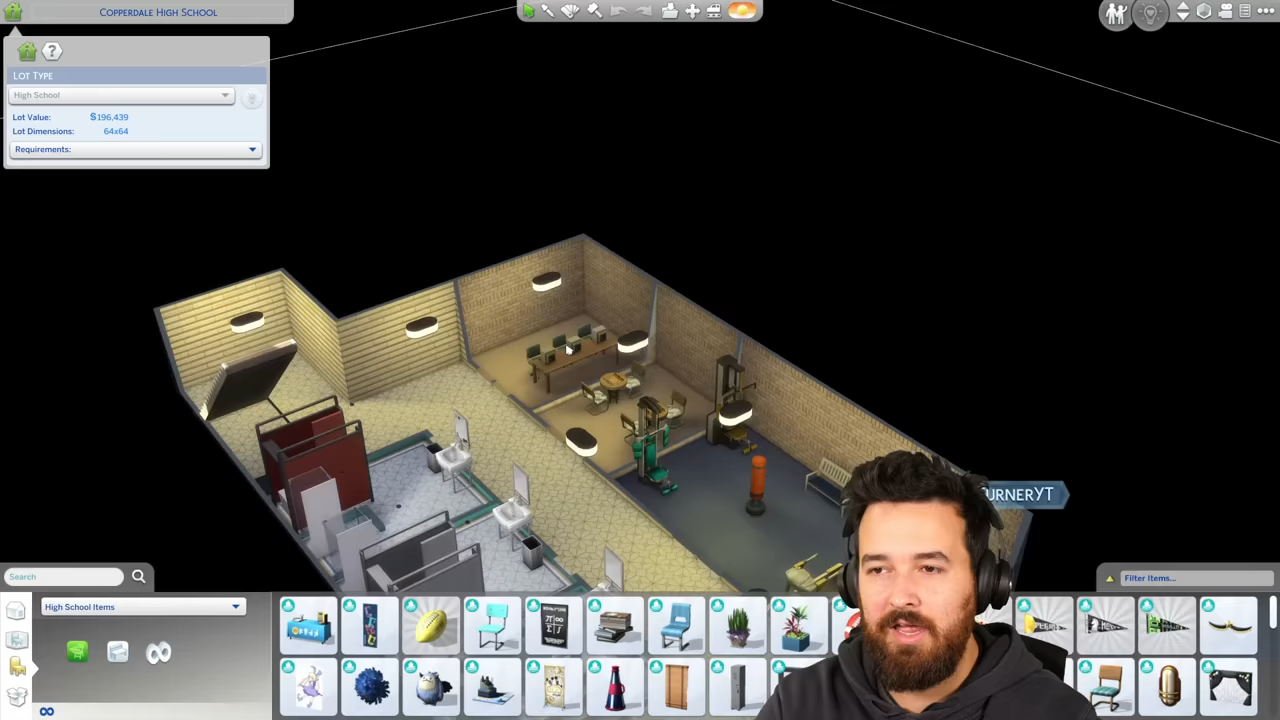 COPPERDALE HIGH SCHOOL
LOT TYPE
High School
Lot Value: §196,439
Lot Dimensions: 64x64
Requirements:
URNERYT
Search
Filter Items...
High School Items